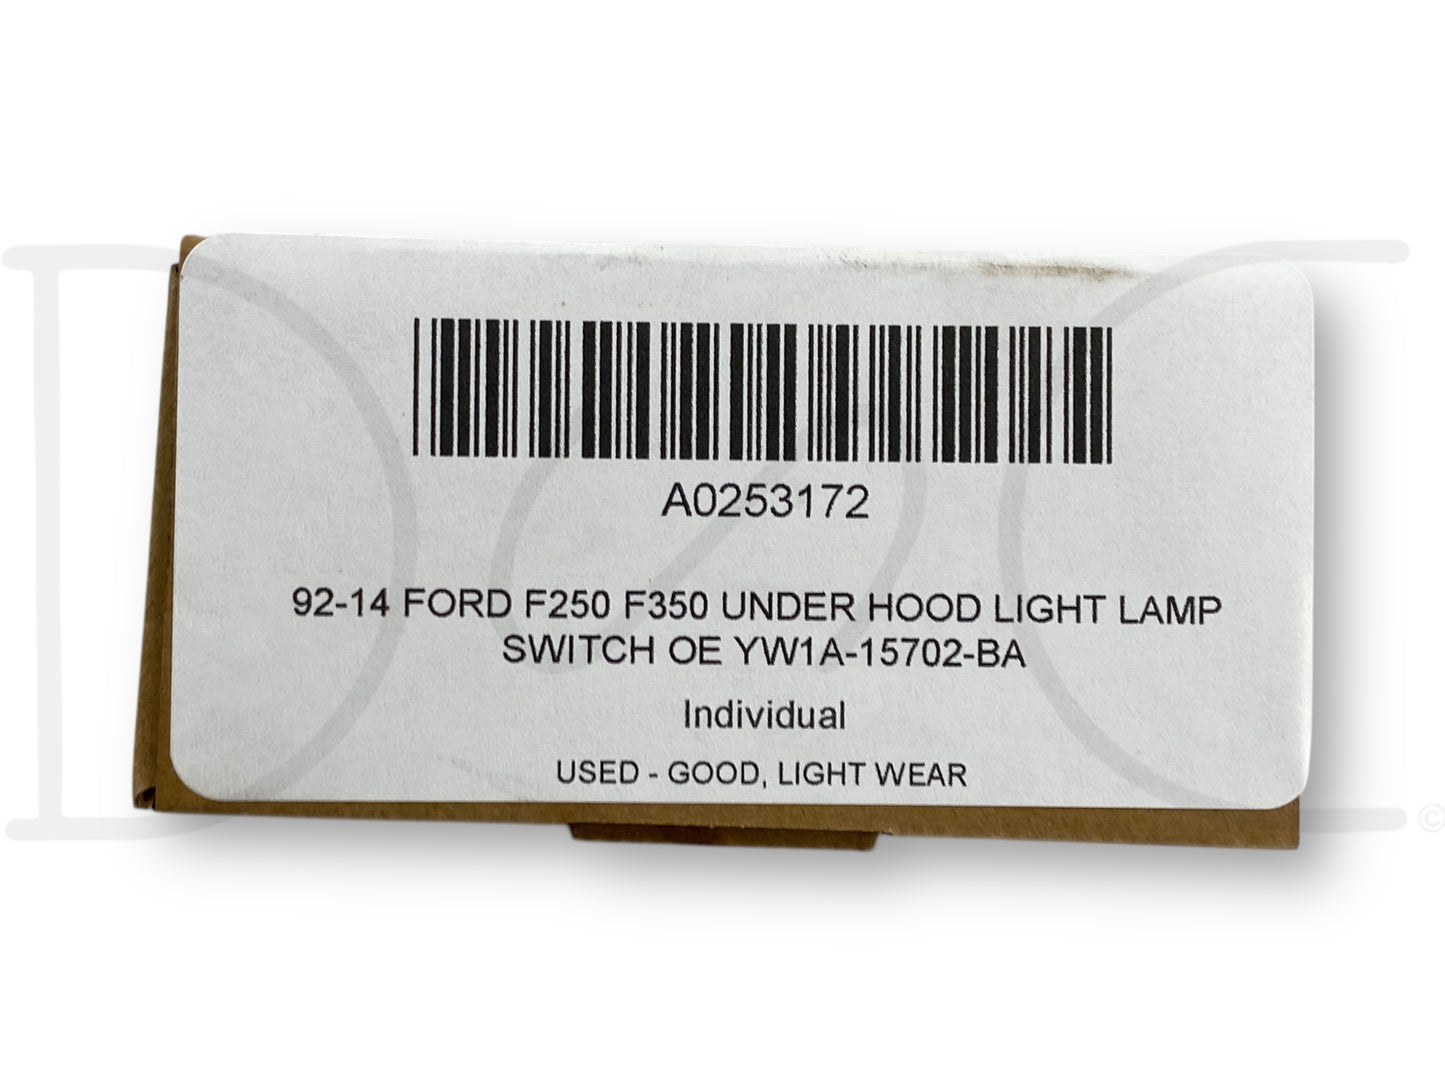 A0253172
92-14 FORD F250 F350 UNDER HOOD LIGHT LAMP
SWITCH OE YW1A-15702-BA
Individual
USED - GOOD, LIGHT WEAR
©